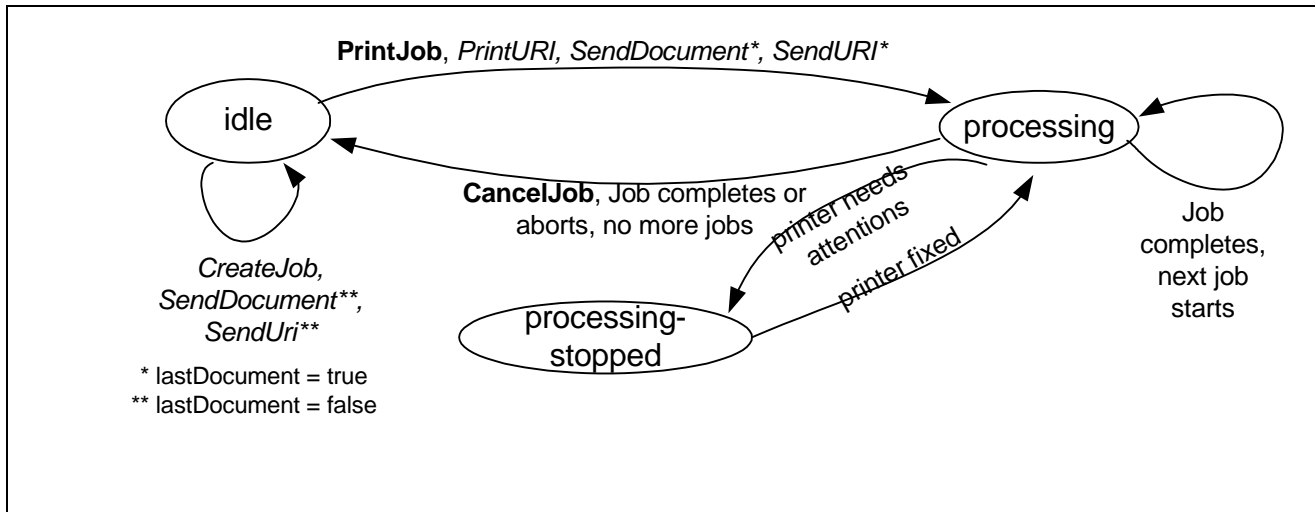 PrintJob, PrintURI, SendDocument*, SendURI*
idle
processing
CancelJob, Job completes or
aborts, no more jobs
printer needs
attentions
printer fixed
Job
completes,
next job
starts
CreateJob,
SendDocument**,
SendUri**
processing-
stopped
* lastDocument = true
** lastDocument = false